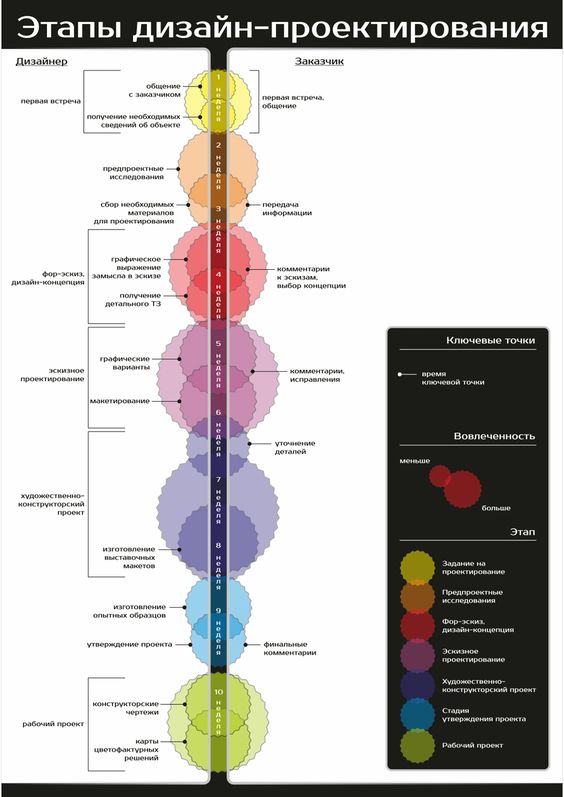 Этапы дизайн-проектирования
Дизайнер
Заказчик
1 неделя
общение
с заказчиком
первая встреча
получение необходимых
сведений об объекте
первая встреча,
общение
2 неделя
предпроектные
исследования
3 неделя
сбор необходимых
материалов
для проектирования
передача
информации
фор-эскиз,
дизайн-концепция
графическое
выражение
замысла в эскизе
4 неделя
комментарии
к эскизам,
выбор концепции
получение
детального ТЗ
5 неделя
графические
варианты
эскизное
проектирование
комментарии,
исправления
макетирование
6 неделя
уточнение
деталей
7 неделя
художественно-
конструкторский
проект
8 неделя
изготовление
выставочных
макетов
9 неделя
изготовление
опытных образцов
утверждение проекта
финальные
комментарии
10 неделя
конструкторские
чертежи
рабочий проект
карты
цветофактурных
решений
Ключевые точки
время
ключевой точки
Вовлеченность
меньше
больше
Этап
Задание на
проектирование
Предпроектные
исследования
Фор-эскиз,
дизайн-концепция
Эскизное
проектирование
Художественно-
конструкторский проект
Стадия
утверждения проекта
Рабочий проект